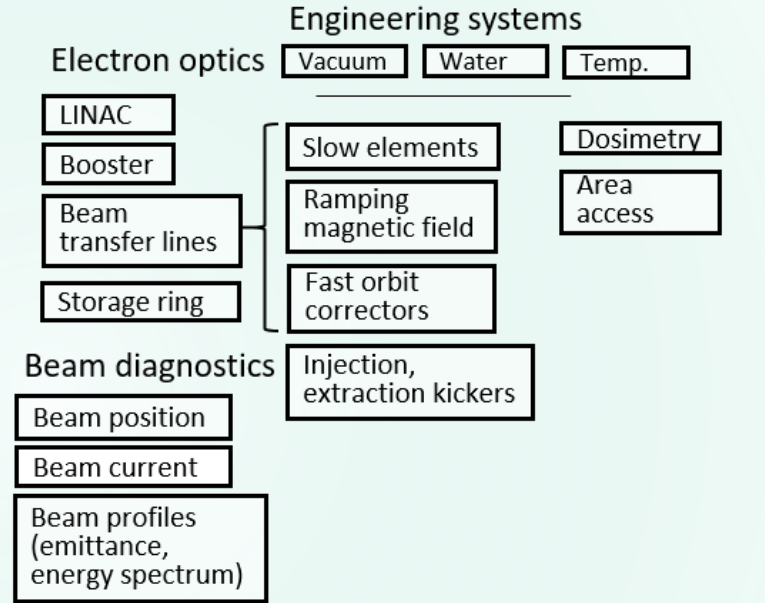 Engineering systems
Electron optics
Vacuum
Water
Temp.
LINAC
Booster
Beam
transfer lines
Storage ring
Slow elements
Ramping
magnetic field
Fast orbit
correctors
Injection,
extraction kickers
Dosimetry
Area
access
Beam diagnostics
Beam position
Beam current
Beam profiles
(emittance,
energy spectrum)